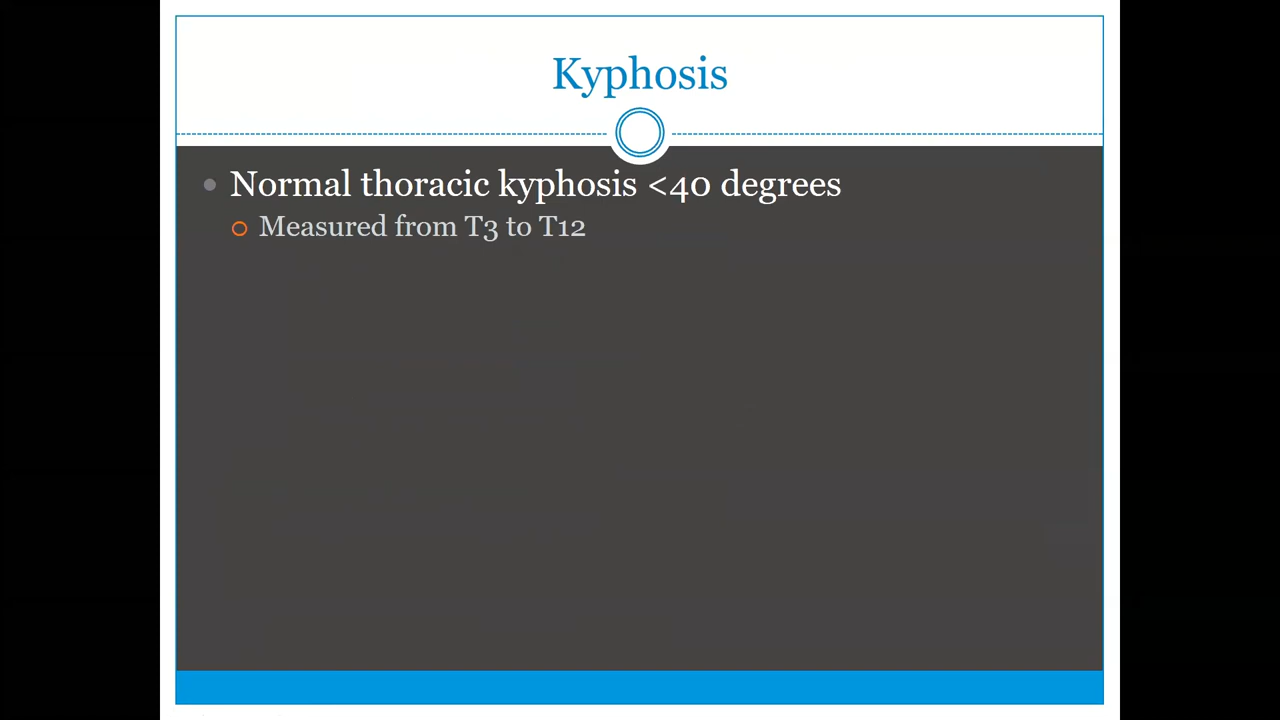 Kyphosis
Normal thoracic kyphosis <40 degrees
Measured from T3 to T12